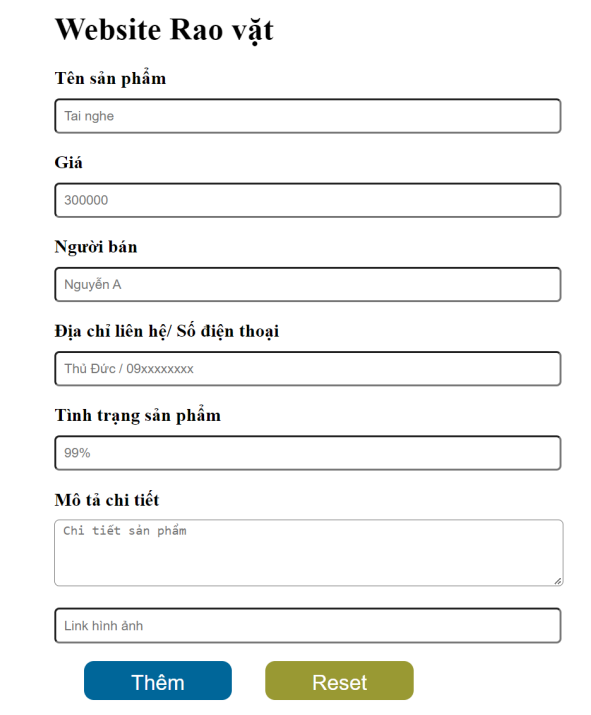 Website Rao vặt
Tên sản phẩm
Tai nghe
Giá
300000
Người bán
Nguyễn A
Địa chỉ liên hệ/ Số điện thoại
Thủ Đức / 09xxxxxxxx
Tình trạng sản phẩm
99%
Mô tả chi tiết
Chi tiết sản phẩm
Link hình ảnh
Thêm Reset